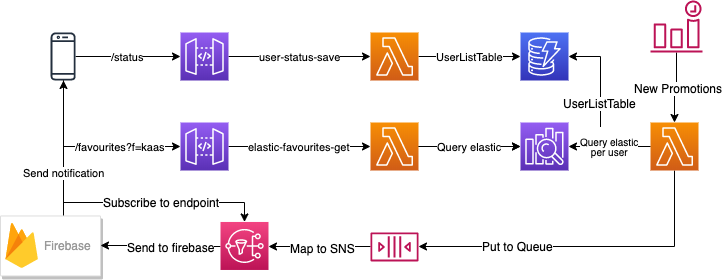 /status
user-status-save
UserListTable
New Promotions
UserListTable
/favourites?f=kaas
elastic-favourites-get
Query elastic
Query elastic
per user
Send notification
Subscribe to endpoint
Firebase
Send to firebase
Map to SNS
Put to Queue